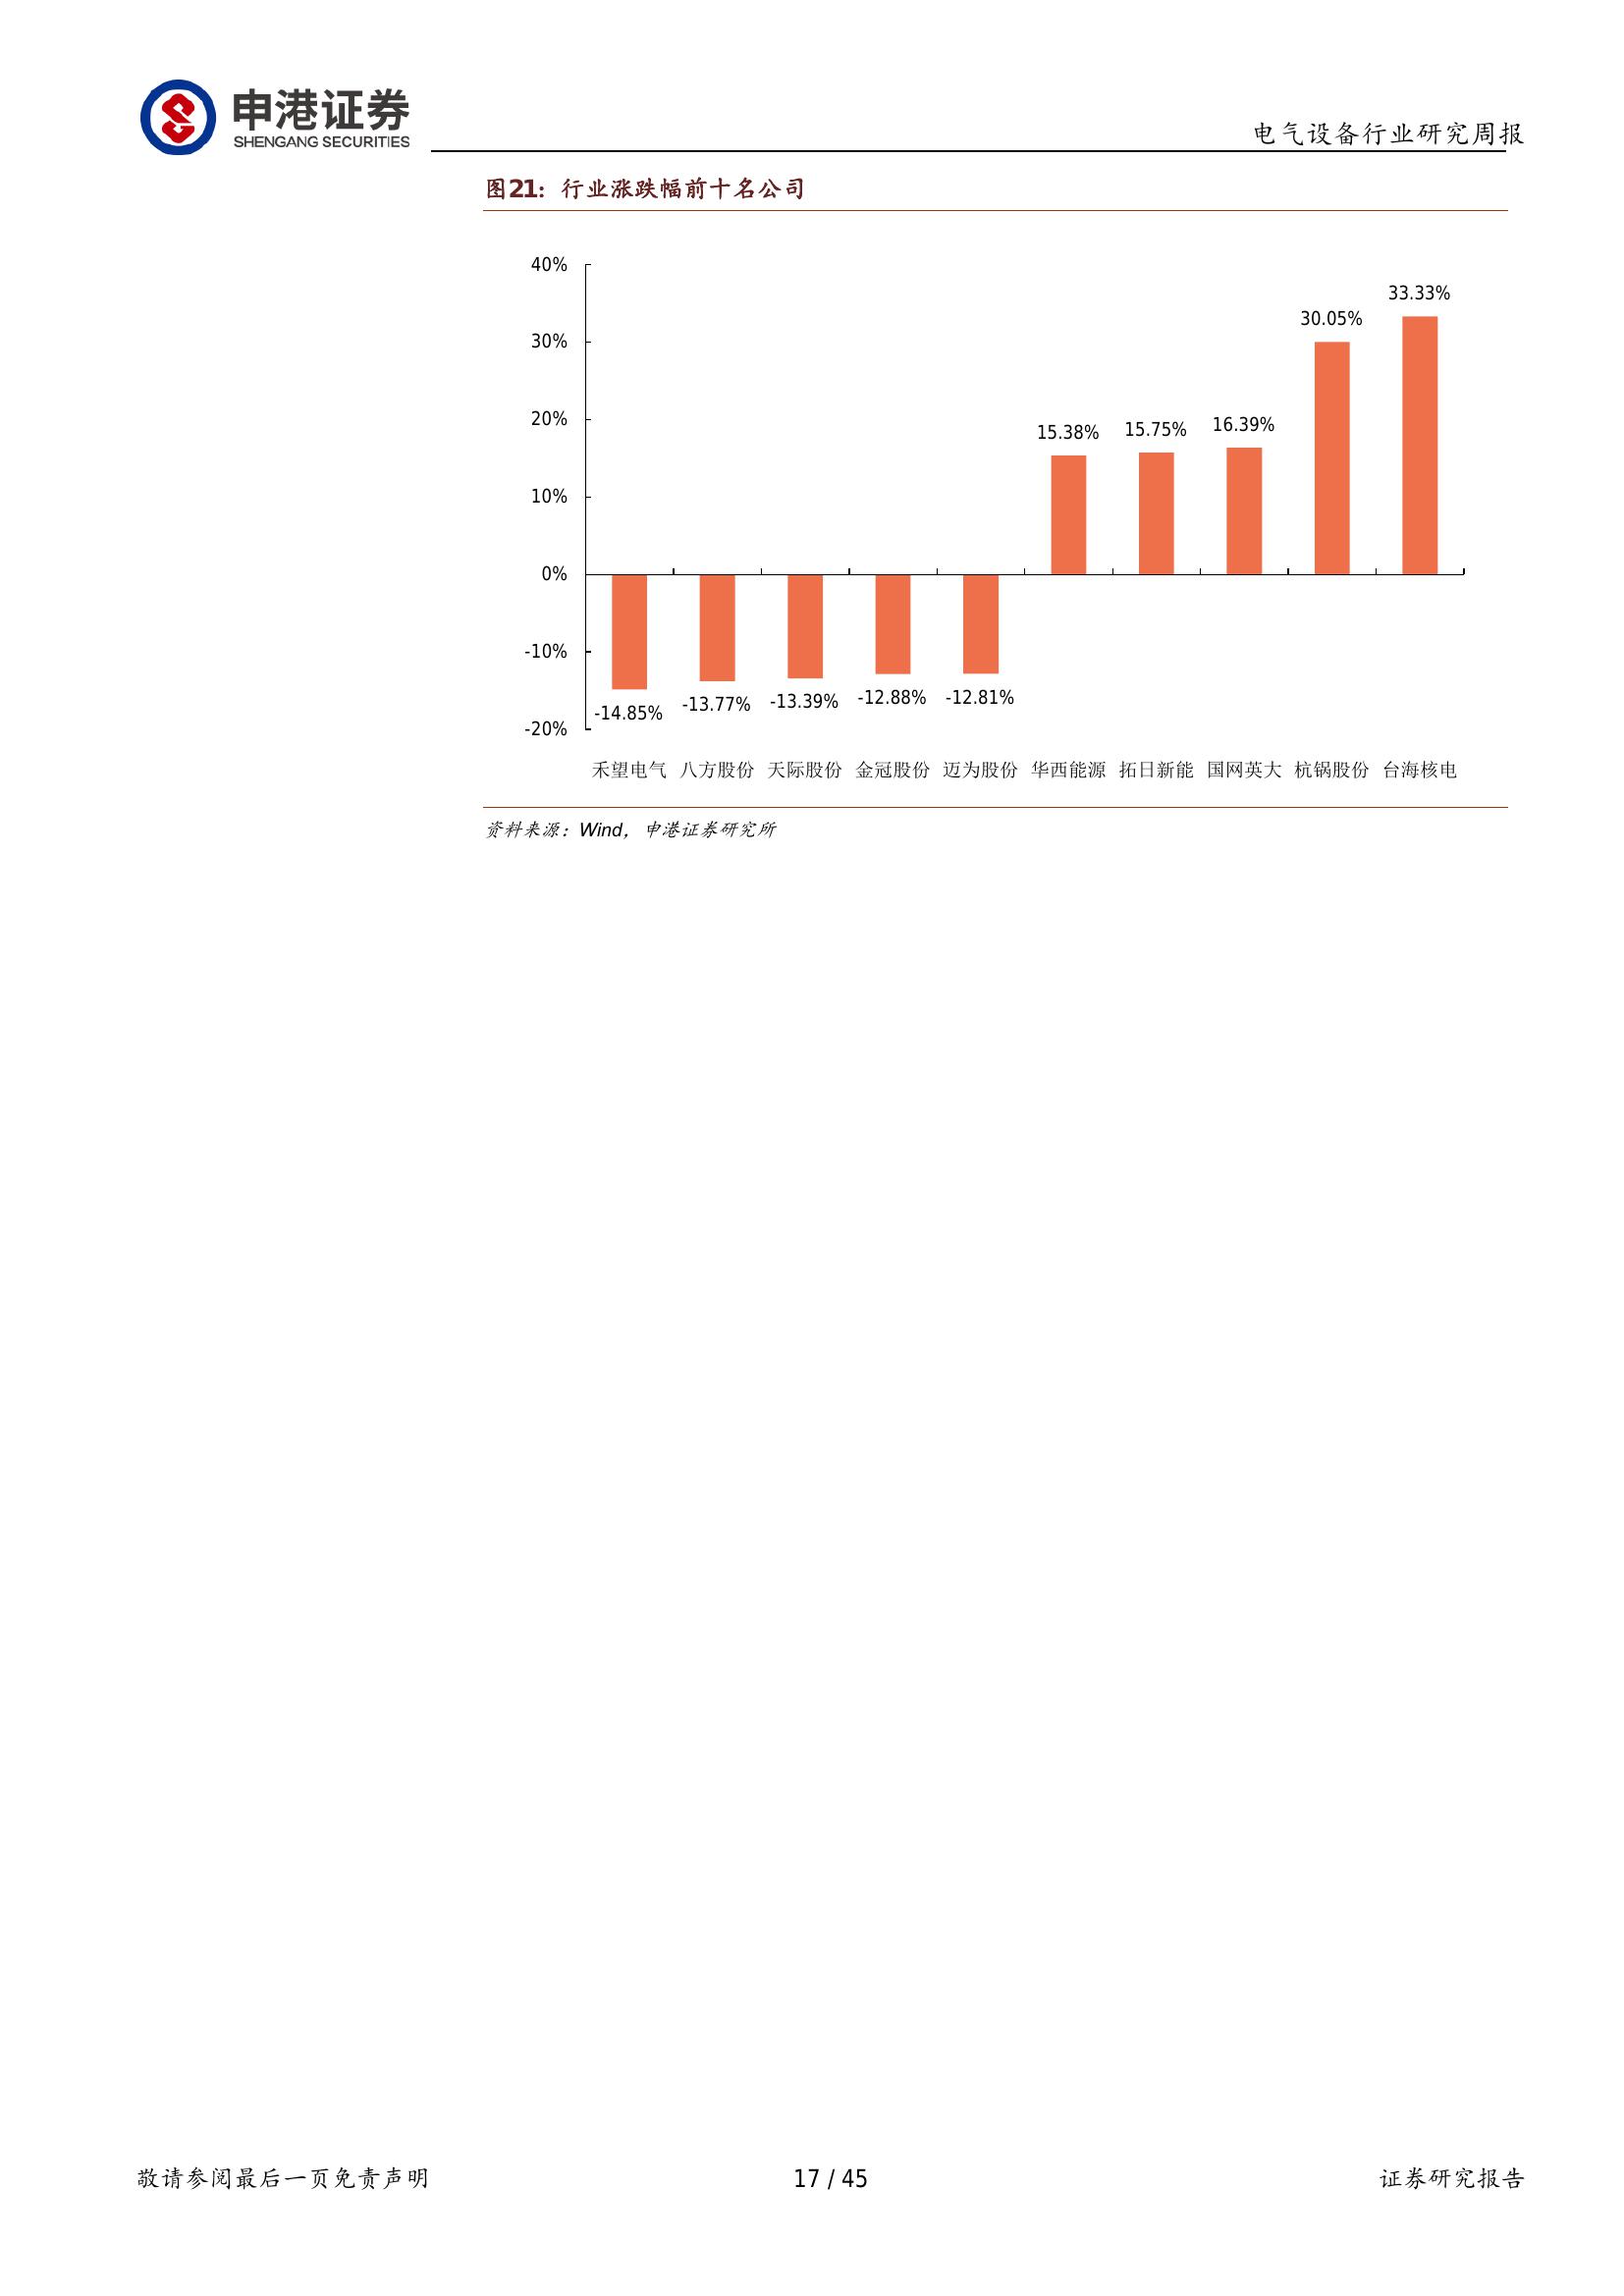 申港证券
SHENGANG SECURITIES
电气设备行业研究周报
图21：行业涨跌幅前十名公司
40%
30%
20%
10%
0%
-10%
-20%
-14.85%
-13.77%
-13.39%
-12.88%
-12.81%
15.38%
15.75%
16.39%
30.05%
33.33%
禾望电气 八方股份 天际股份 金冠股份 迈为股份 华西能源 拓日新能 国网英大 杭锅股份 台海核电
资料来源：Wind，申港证券研究所
敬请参阅最后一页免责声明 17 / 45 证券研究报告